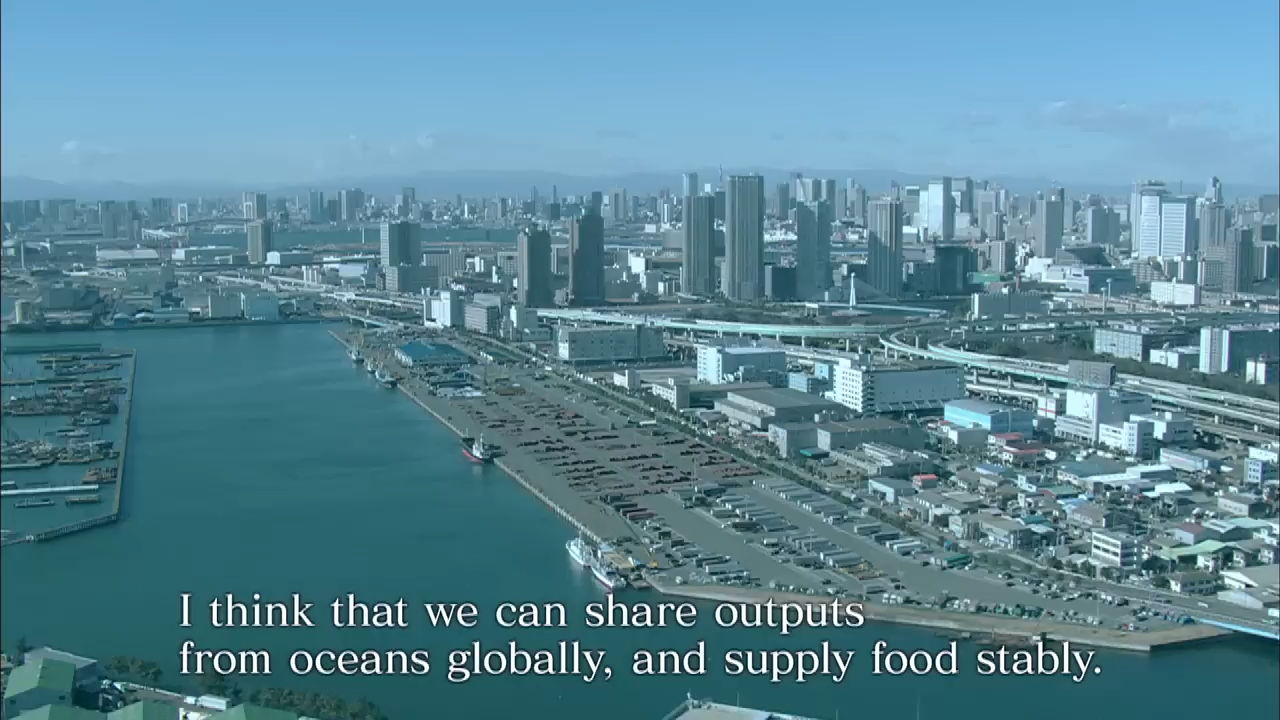 I think that we can share outputs
from oceans globally, and supply food stably.